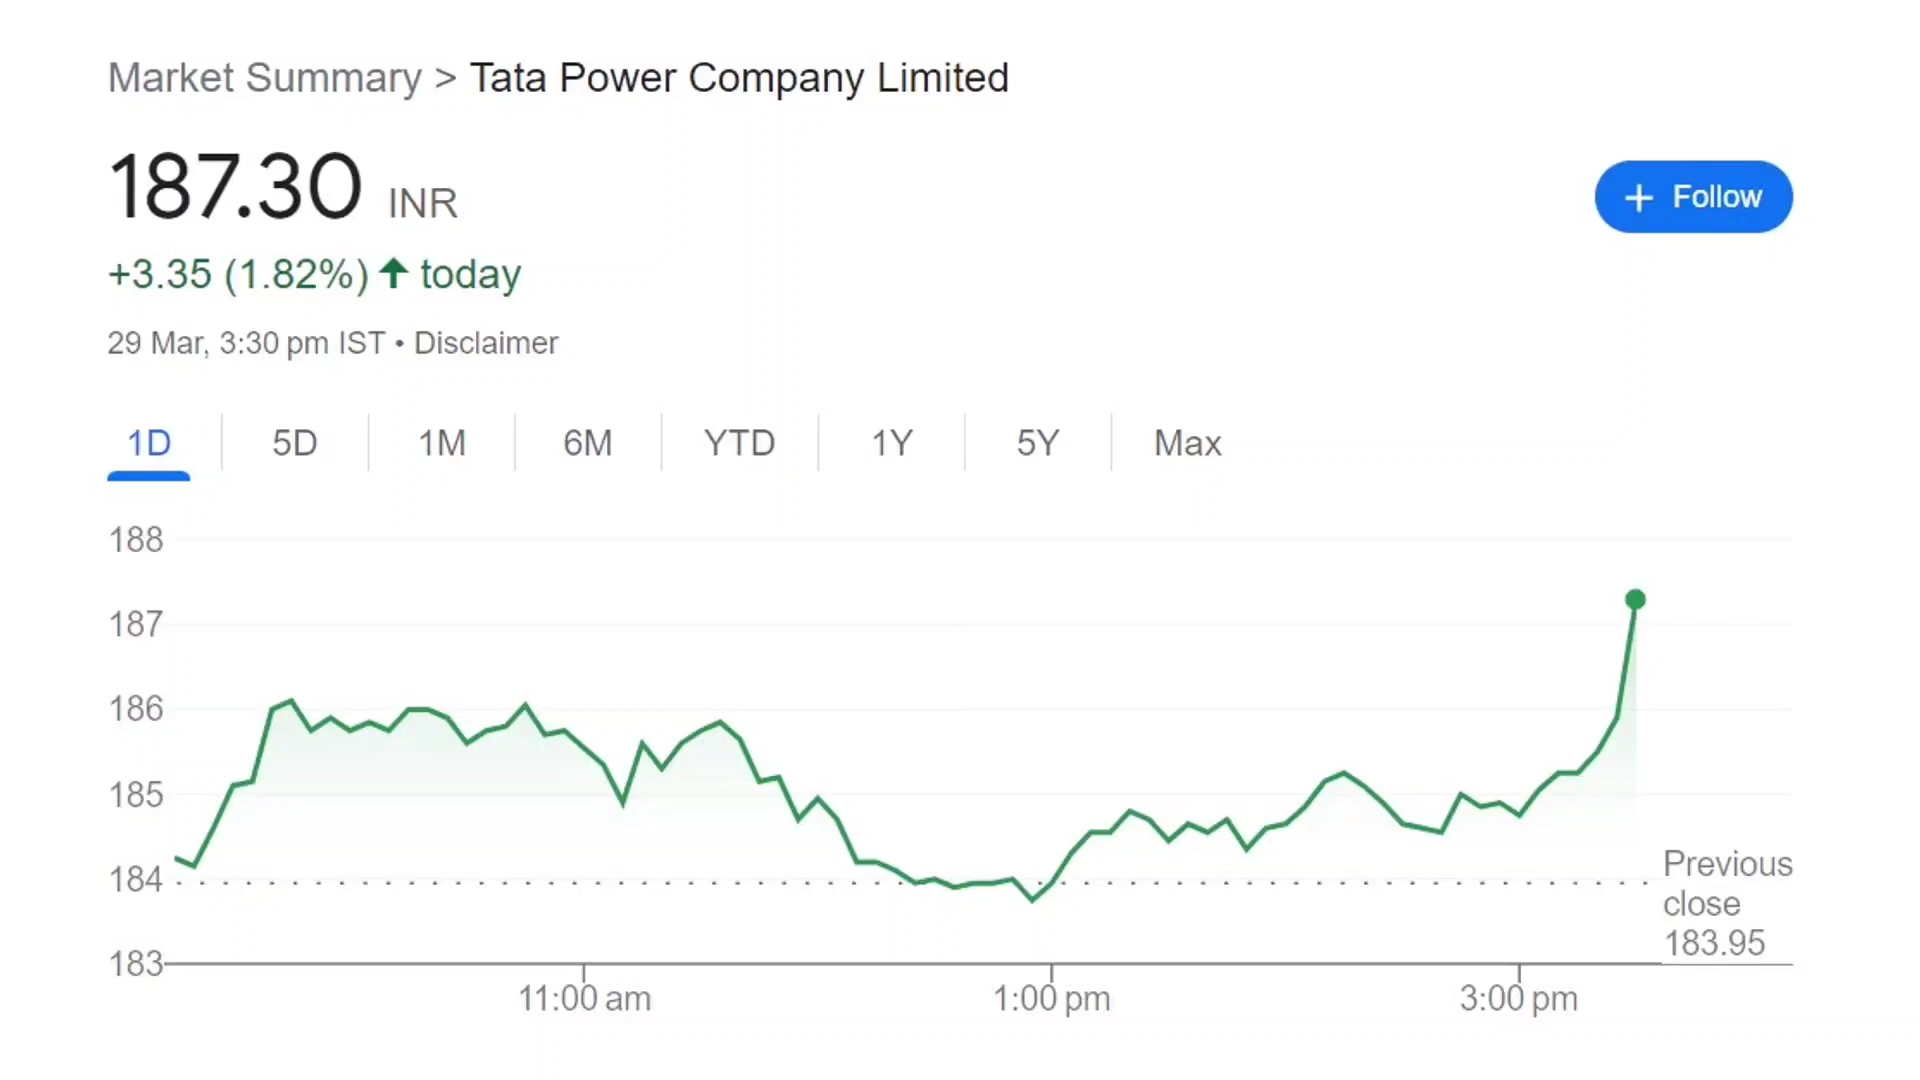 Market Summary > Tata Power Company Limited
187.30 INR
+ Follow
+3.35 (1.82%) ↑ today
29 Mar, 3:30 pm IST • Disclaimer
1D 5D 1M 6M YTD 1Y 5Y Max
188
187
186
185
184
183
Previous
close
183.95
11:00 am 1:00 pm 3:00 pm